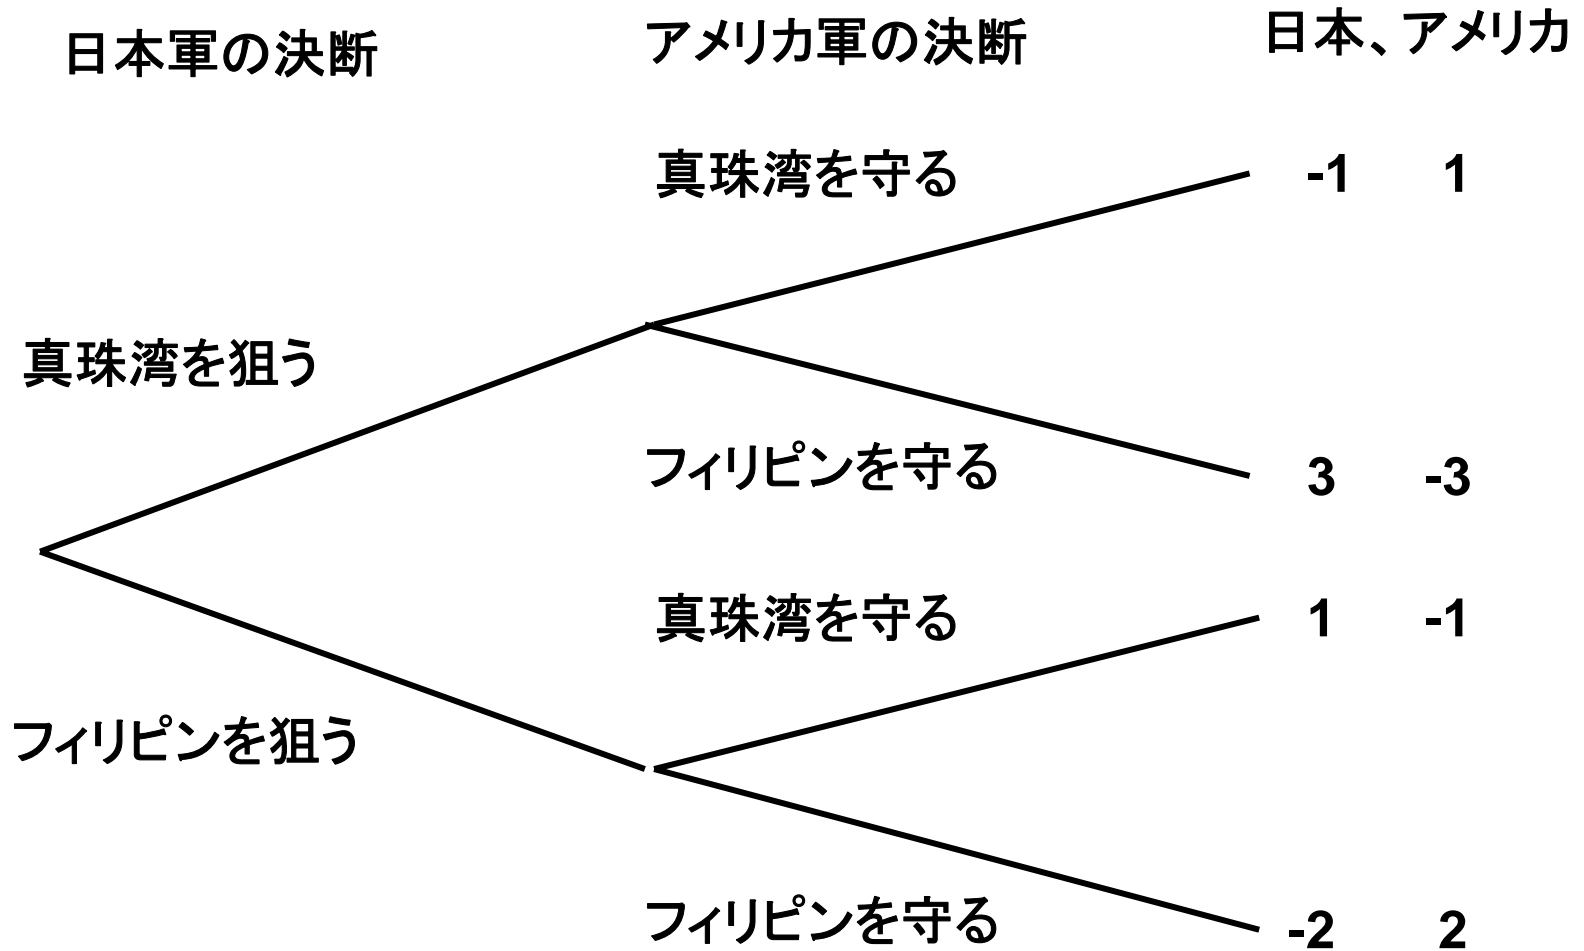 日本軍の決断
アメリカ軍の決断
日本、アメリカ
真珠湾を守る
-1 1
真珠湾を狙う
フィリピンを守る
3 -3
真珠湾を守る
1 -1
フィリピンを狙う
フィリピンを守る
-2 2